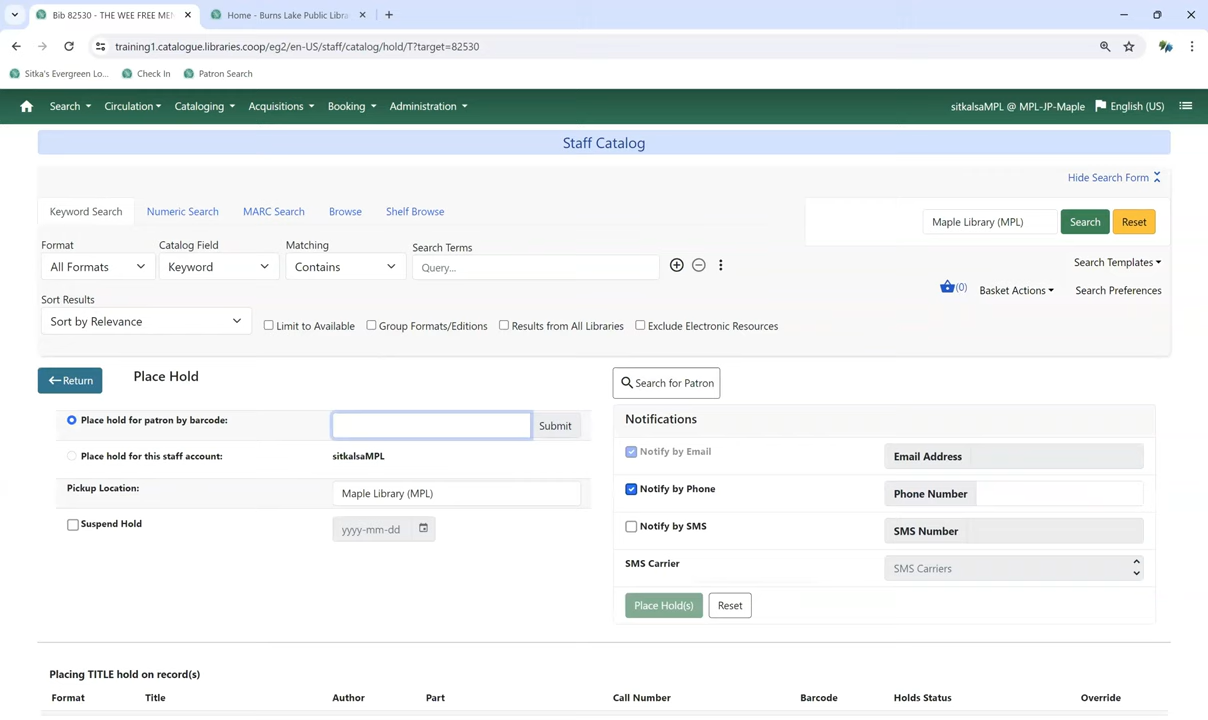 Bib 82530 - THE WEE FREE MEN
Home - Burns Lake Public Libra
training1.catalogue.libraries.coop/eg2/en-US/staff/catalog/hold/T?target=82530
Sitka's Evergreen Lo... Check In Patron Search
Search Circulation Cataloging Acquisitions Booking Administration sitkalsaMPL @ MPL-JP-Maple English (US)
Staff Catalog
Hide Search Form
Keyword Search Numeric Search MARC Search Browse Shelf Browse
Maple Library (MPL) Search Reset
Format Catalog Field Matching Search Terms
All Formats Keyword Contains Query...
Search Templates
(0) Basket Actions Search Preferences
Sort Results
Sort by Relevance Limit to Available Group Formats/Editions Results from All Libraries Exclude Electronic Resources
Return Place Hold
Search for Patron
Place hold for patron by barcode: Submit
Place hold for this staff account: sitkalsaMPL
Pickup Location: Maple Library (MPL)
Suspend Hold yyyy-mm-dd
Notifications
Notify by Email Email Address
Notify by Phone Phone Number
Notify by SMS SMS Number
SMS Carrier SMS Carriers
Place Hold(s) Reset
Placing TITLE hold on record(s)
Format Title Author Part Call Number Barcode Holds Status Override